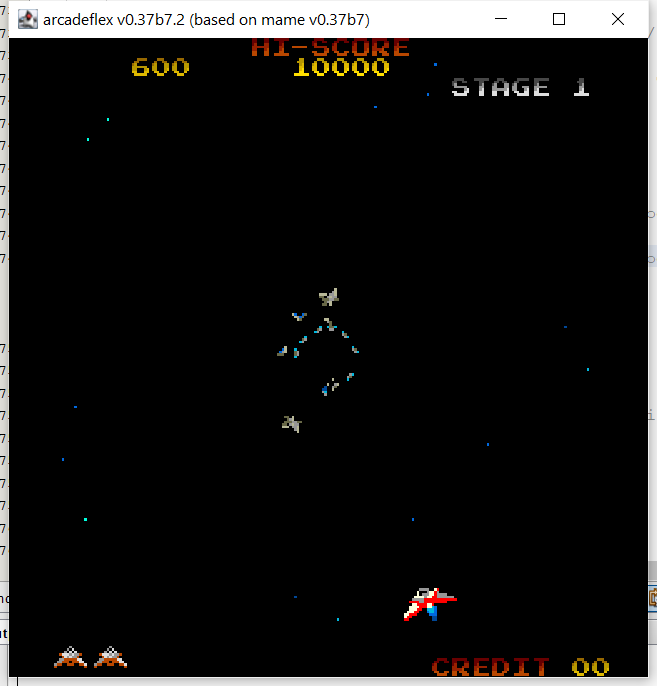 arcadeflex v0.37b7.2 (based on mame v0.37b7)
HI-SCORE
600 10000
STAGE 1
CREDIT 00